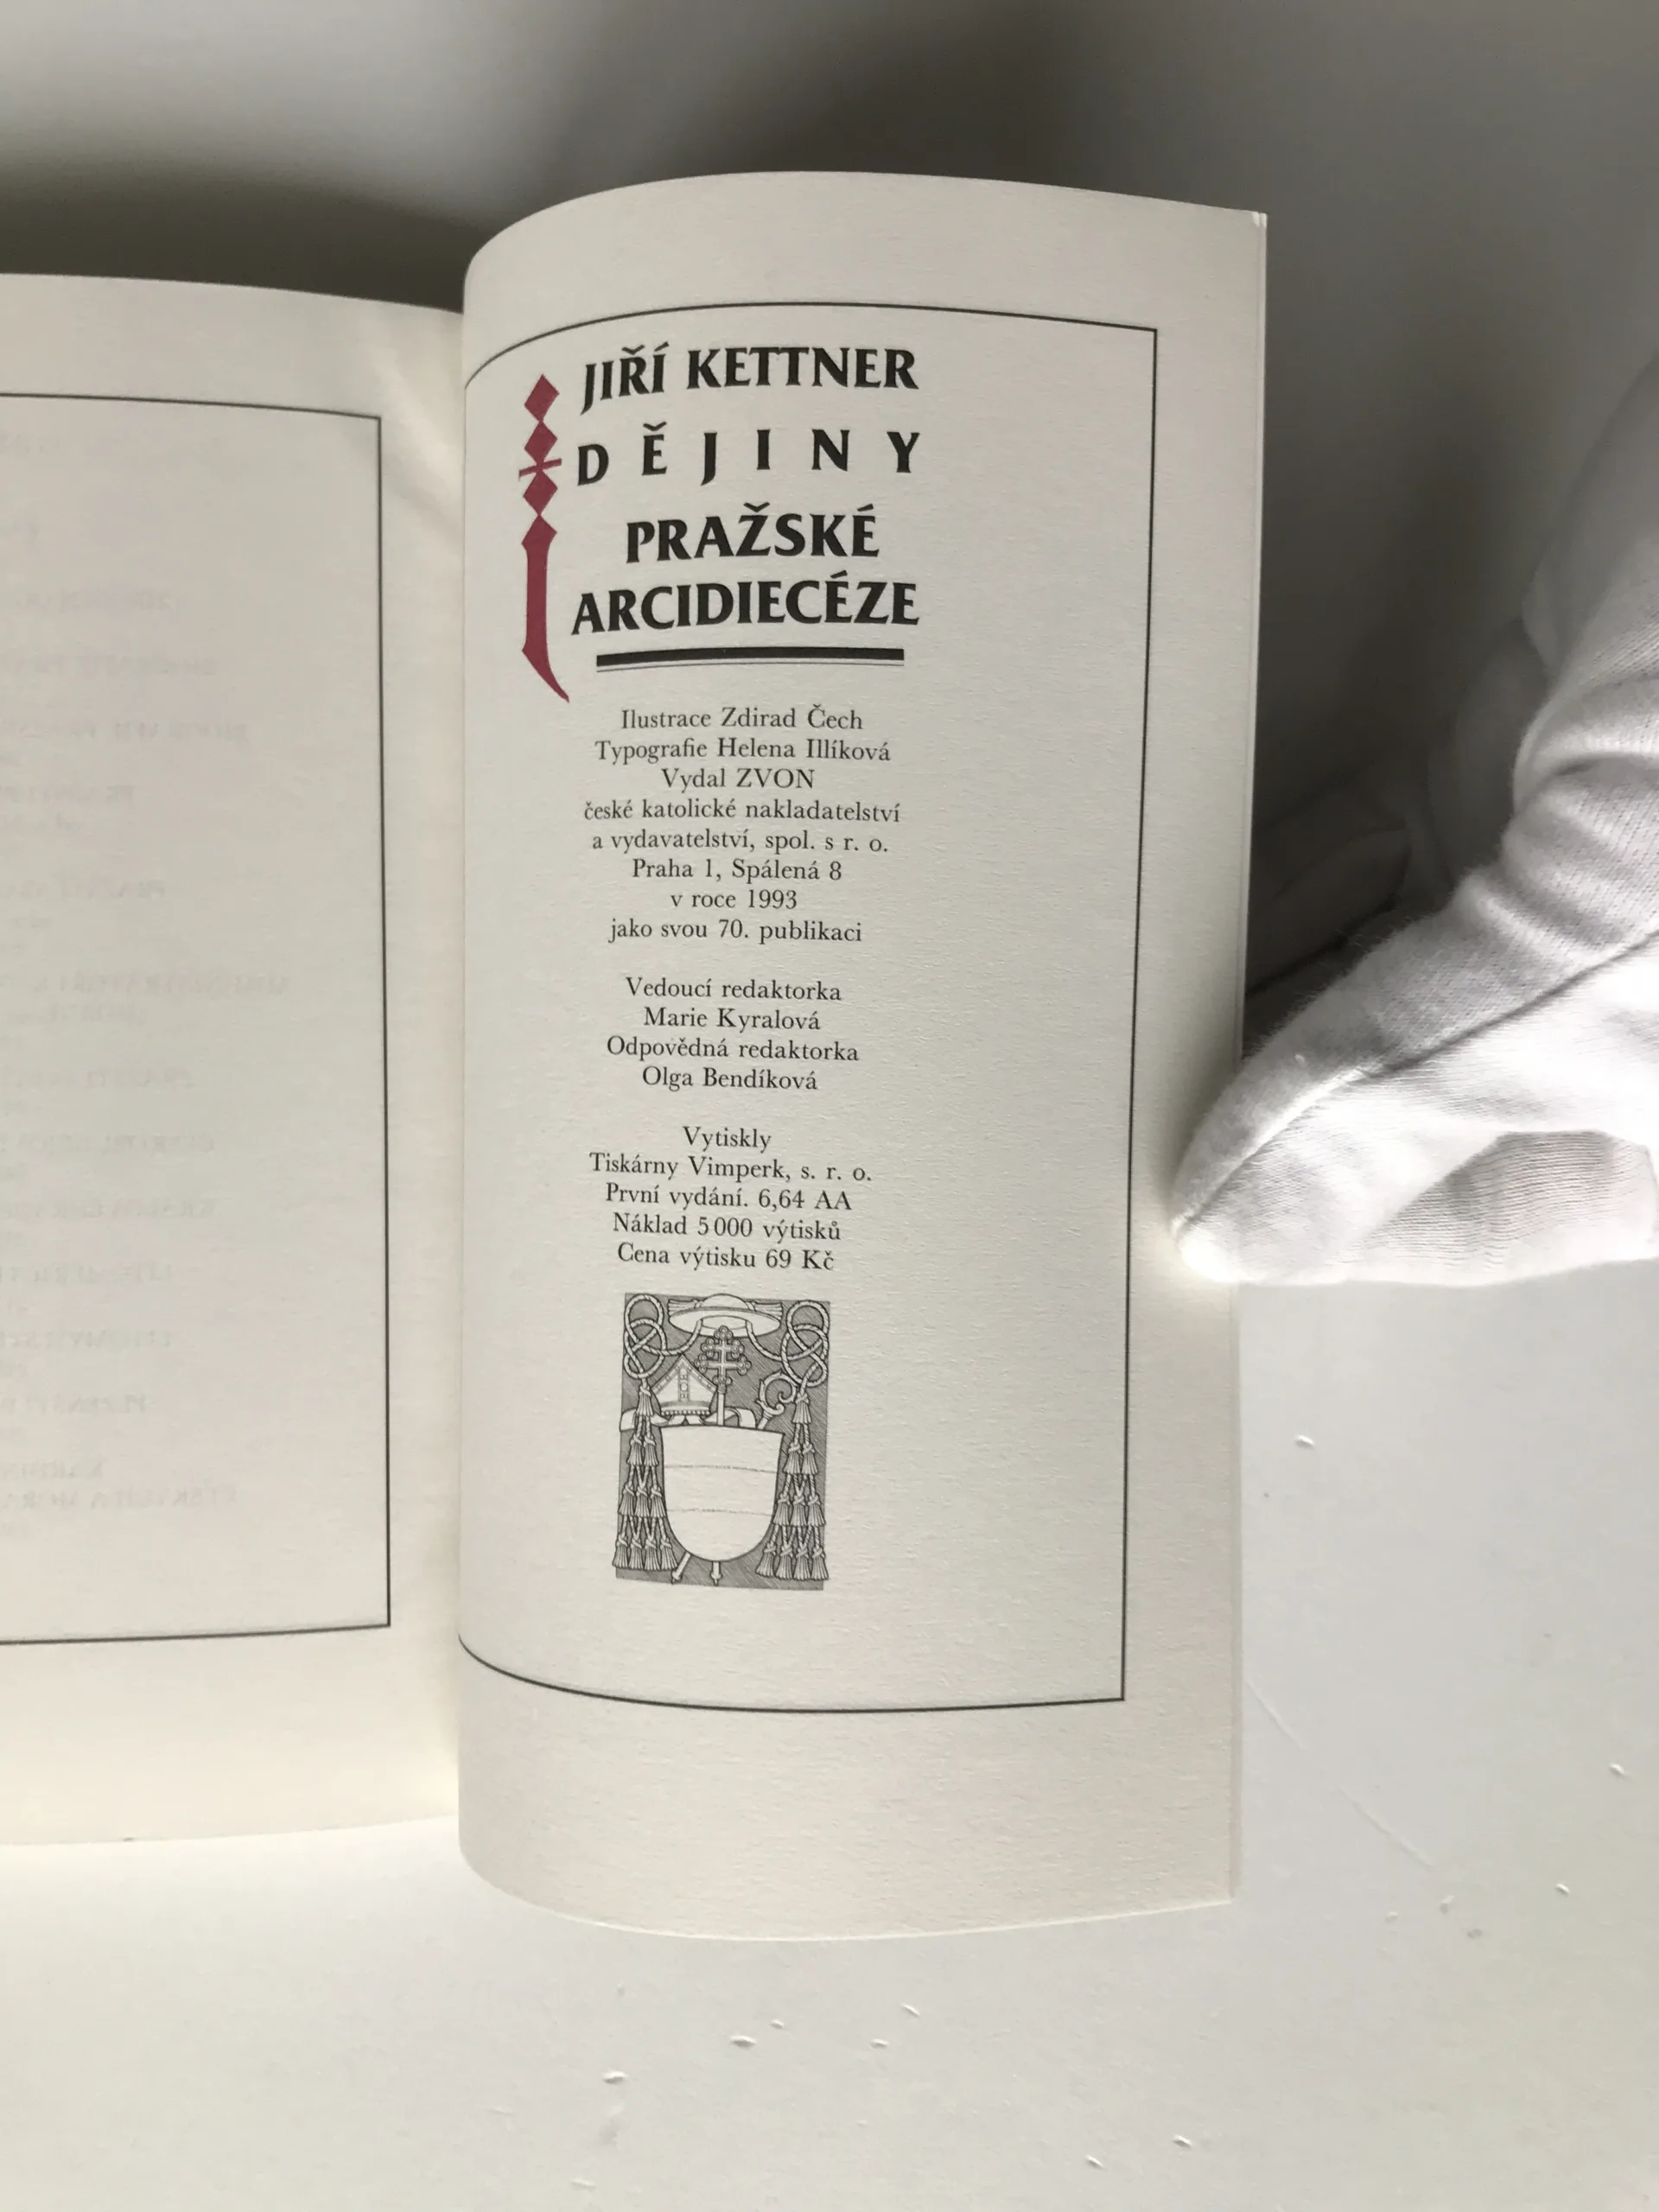 JIŘÍ KETTNER
DĚJINY
PRAŽSKÉ
ARCIDIECÉZE
Ilustrace Zdirad Čech
Typografie Helena Illíková
Vydal ZVON
české katolické nakladatelství
a vydavatelství, spol. s r. o.
Praha 1, Spálená 8
v roce 1993
jako svou 70. publikaci
Vedoucí redaktorka
Marie Kyralová
Odpovědná redaktorka
Olga Bendíková
Vytiskly
Tiskárny Vimperk, s. r. o.
První vydání. 6,64 AA
Náklad 5 000 výtisků
Cena výtisku 69 Kč